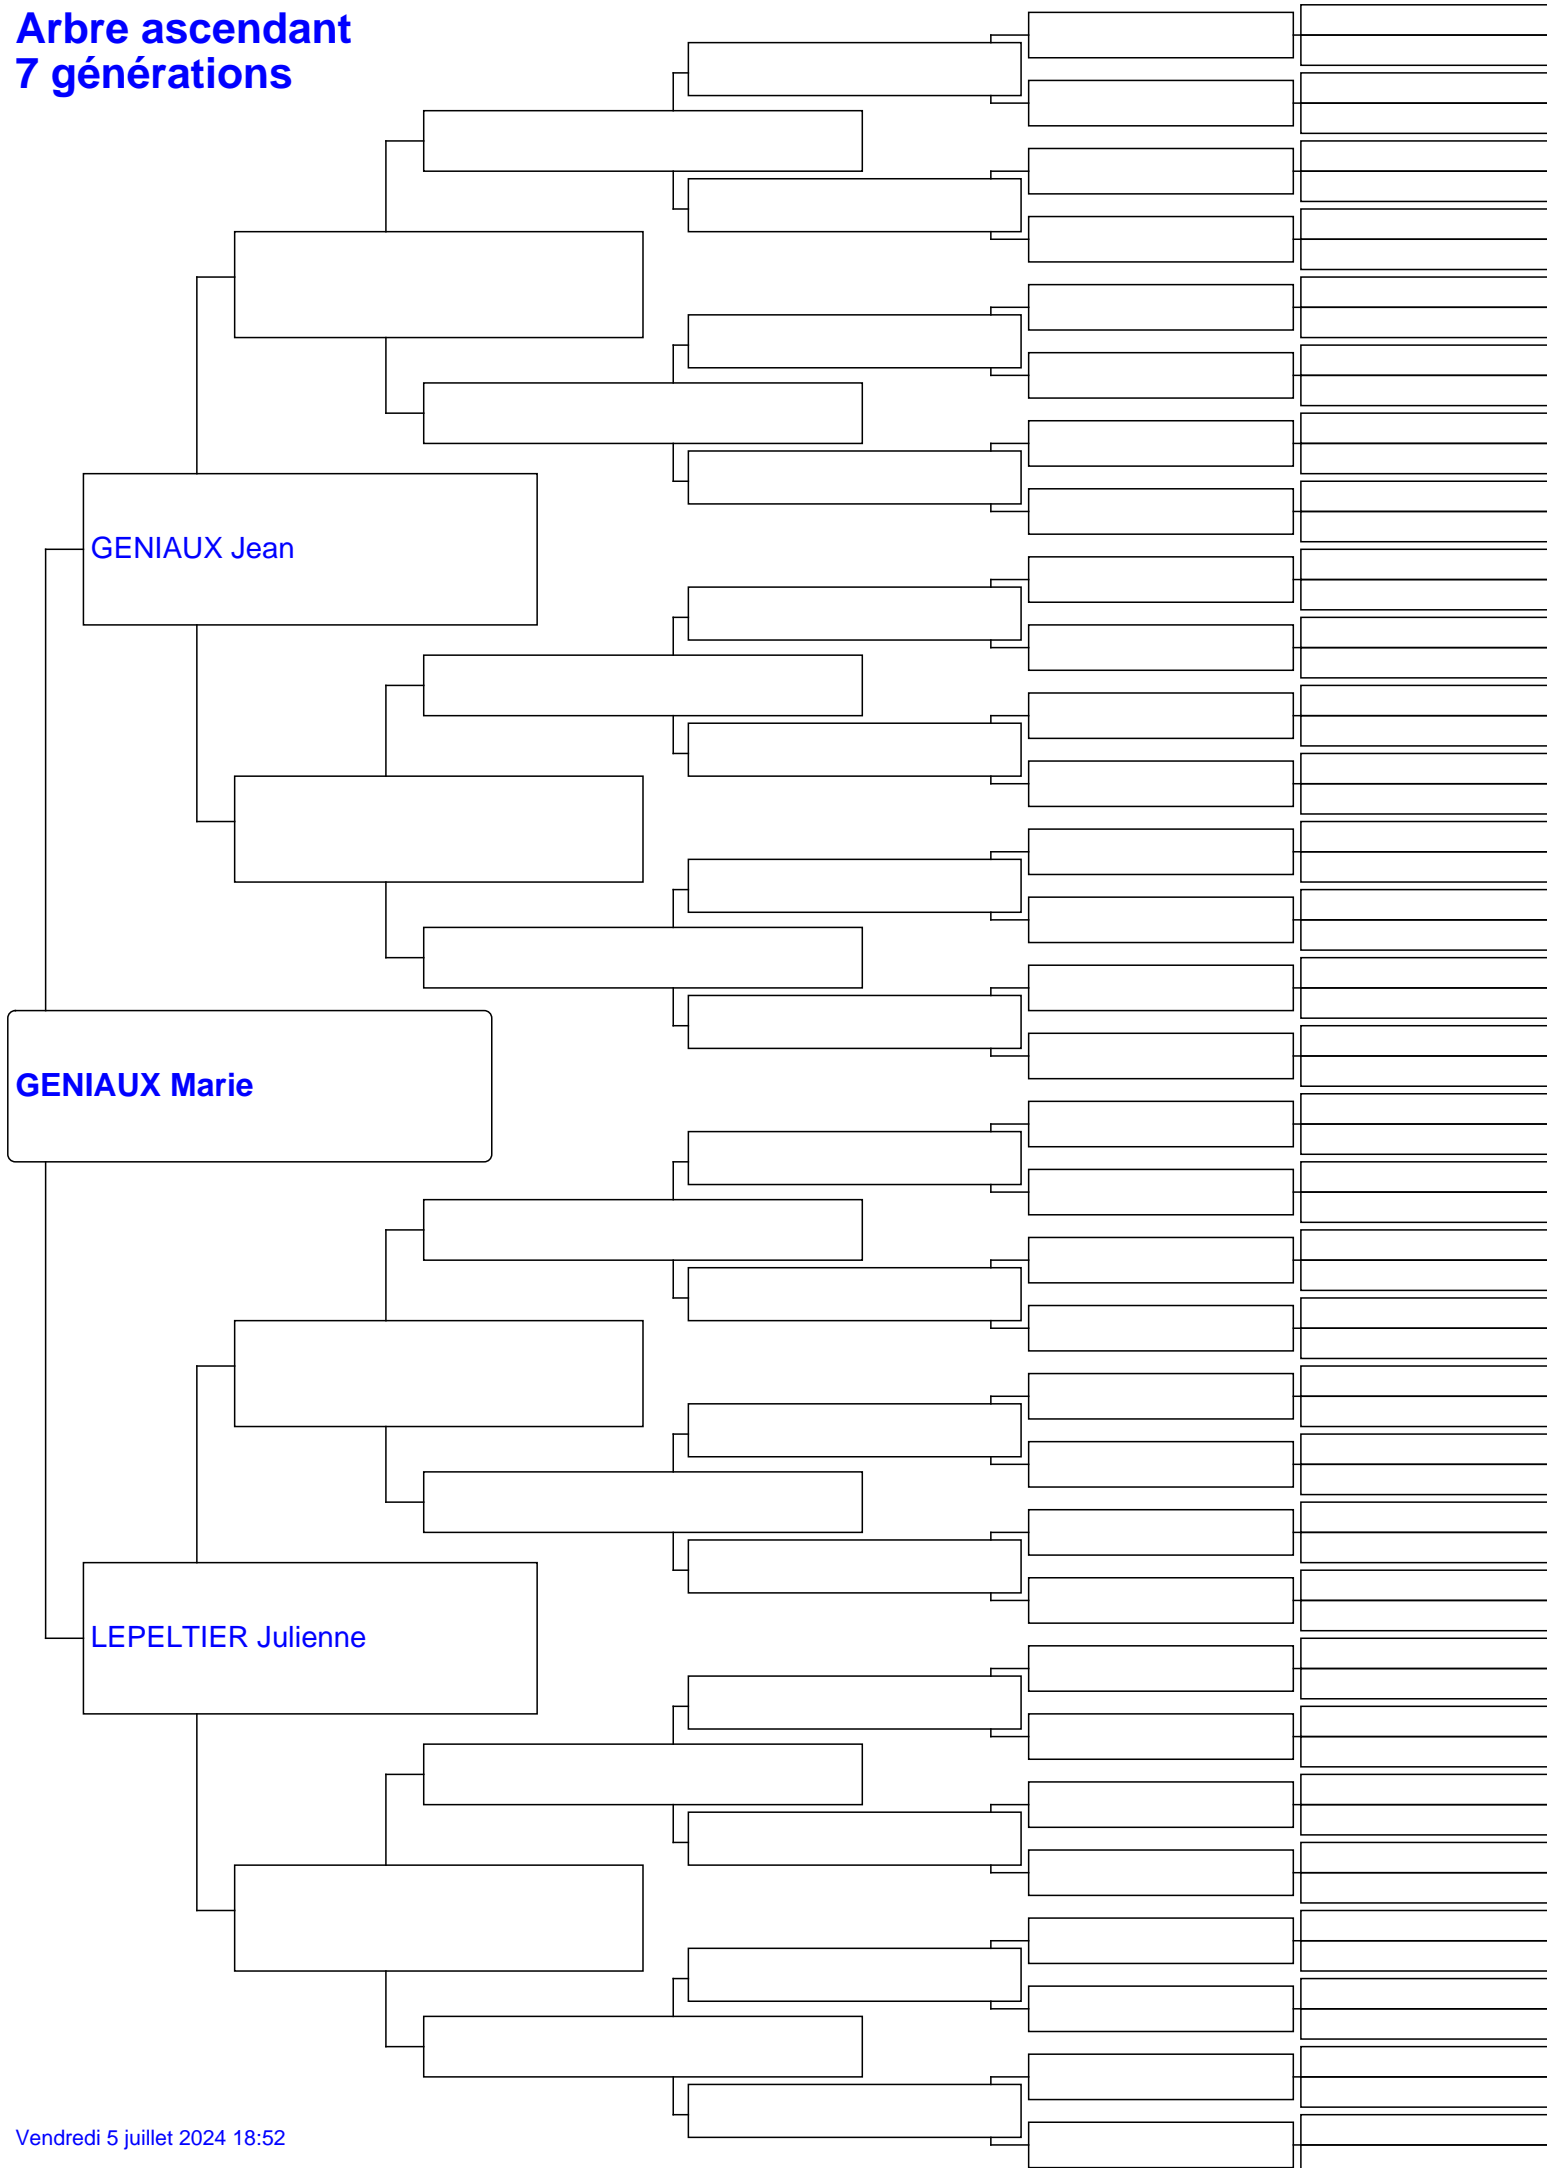 Arbre ascendant
7 générations
GENIAUX Jean
GENIAUX Marie
LEPELTIER Julienne
Vendredi 5 juillet 2024 18:52